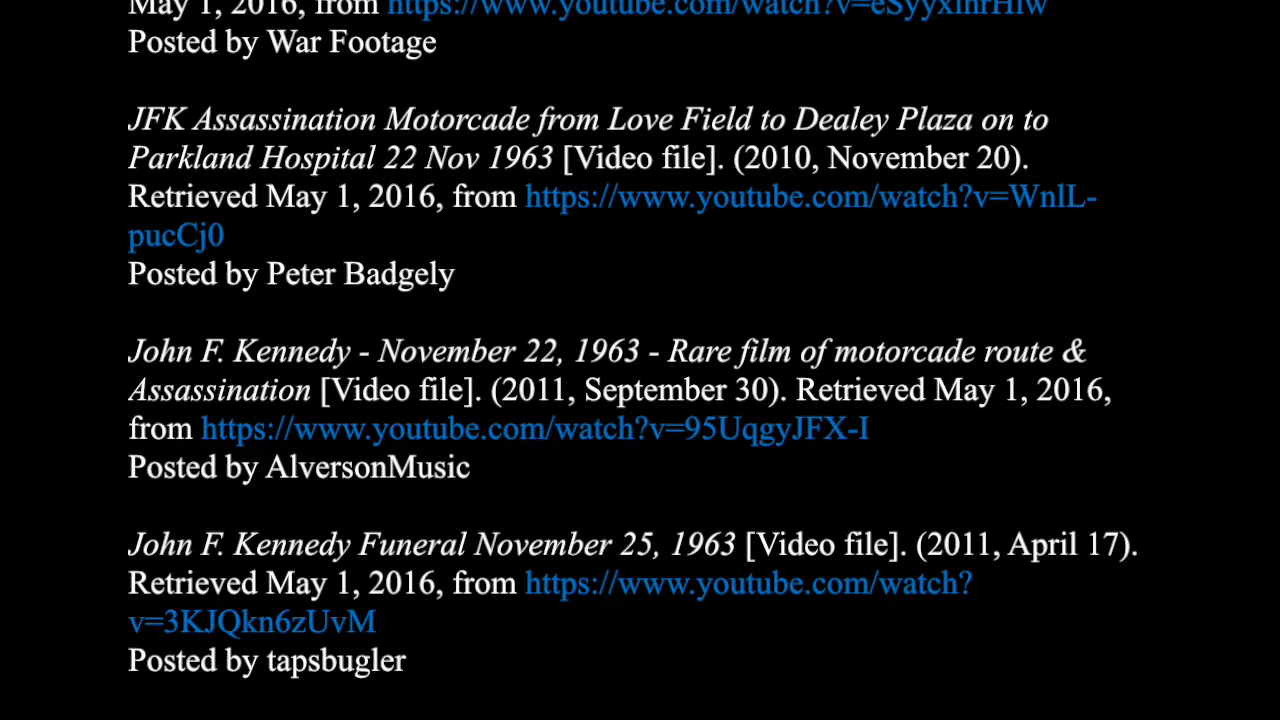 May 1, 2016, from
Posted by War Footage
JFK Assassination Motorcade from Love Field to Dealey Plaza on to
Parkland Hospital 22 Nov 1963 [Video file]. (2010, November 20).
Retrieved May 1, 2016, from https://www.youtube.com/watch?v=WnlL-
pucCj0
Posted by Peter Badgely
John F. Kennedy - November 22, 1963 - Rare film of motorcade route &
Assassination [Video file]. (2011, September 30). Retrieved May 1, 2016,
from https://www.youtube.com/watch?v=95UqgyJFX-I
Posted by AlversonMusic
John F. Kennedy Funeral November 25, 1963 [Video file]. (2011, April 17).
Retrieved May 1, 2016, from https://www.youtube.com/watch?
v=3KJQkn6zUvM
Posted by tapsbugler